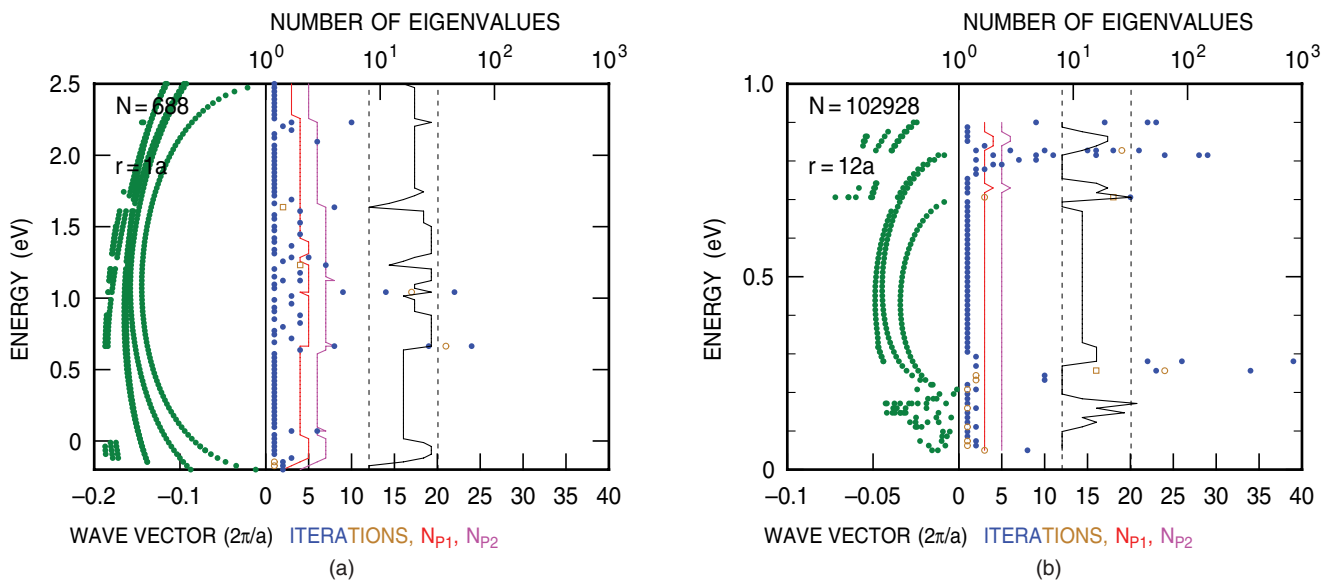 NUMBER OF EIGENVALUES
10^0 10^1 10^2 10^3
2.5
2.0
1.5
1.0
0.5
0
ENERGY (eV)
N = 688
r = 1a
−0.2 −0.1 0 5 10 15 20 25 30 35 40
WAVE VECTOR (2π/a) ITERATIONS, N_P1, N_P2
(a)
NUMBER OF EIGENVALUES
10^0 10^1 10^2 10^3
1.0
0.5
0
ENERGY (eV)
N = 102928
r = 12a
−0.1 −0.05 0 5 10 15 20 25 30 35 40
WAVE VECTOR (2π/a) ITERATIONS, N_P1, N_P2
(b)